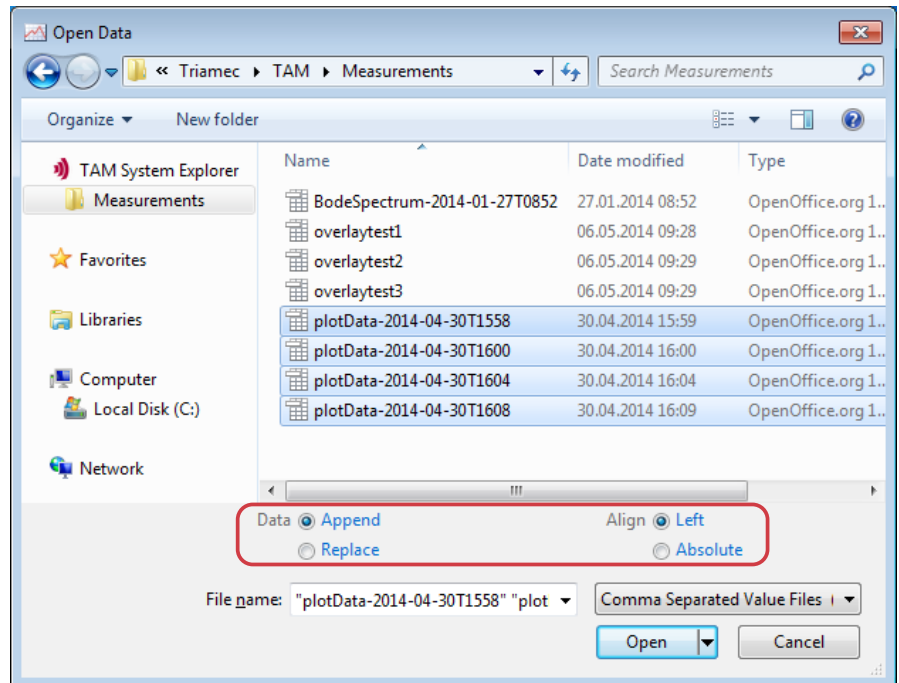 Open Data
« Triamec ▸ TAM ▸ Measurements
Search Measurements
Organize
New folder
TAM System Explorer
Measurements
Favorites
Libraries
Computer
Local Disk (C:)
Network
Name Date modified Type
BodeSpectrum-2014-01-27T0852 27.01.2014 08:52 OpenOffice.org 1...
overlaytest1 06.05.2014 09:28 OpenOffice.org 1...
overlaytest2 06.05.2014 09:29 OpenOffice.org 1...
overlaytest3 06.05.2014 09:29 OpenOffice.org 1...
plotData-2014-04-30T1558 30.04.2014 15:59 OpenOffice.org 1...
plotData-2014-04-30T1600 30.04.2014 16:00 OpenOffice.org 1...
plotData-2014-04-30T1604 30.04.2014 16:04 OpenOffice.org 1...
plotData-2014-04-30T1608 30.04.2014 16:09 OpenOffice.org 1...
Data Append Align Left
Replace Absolute
File name: "plotData-2014-04-30T1558" "plot Comma Separated Value Files (
Open Cancel